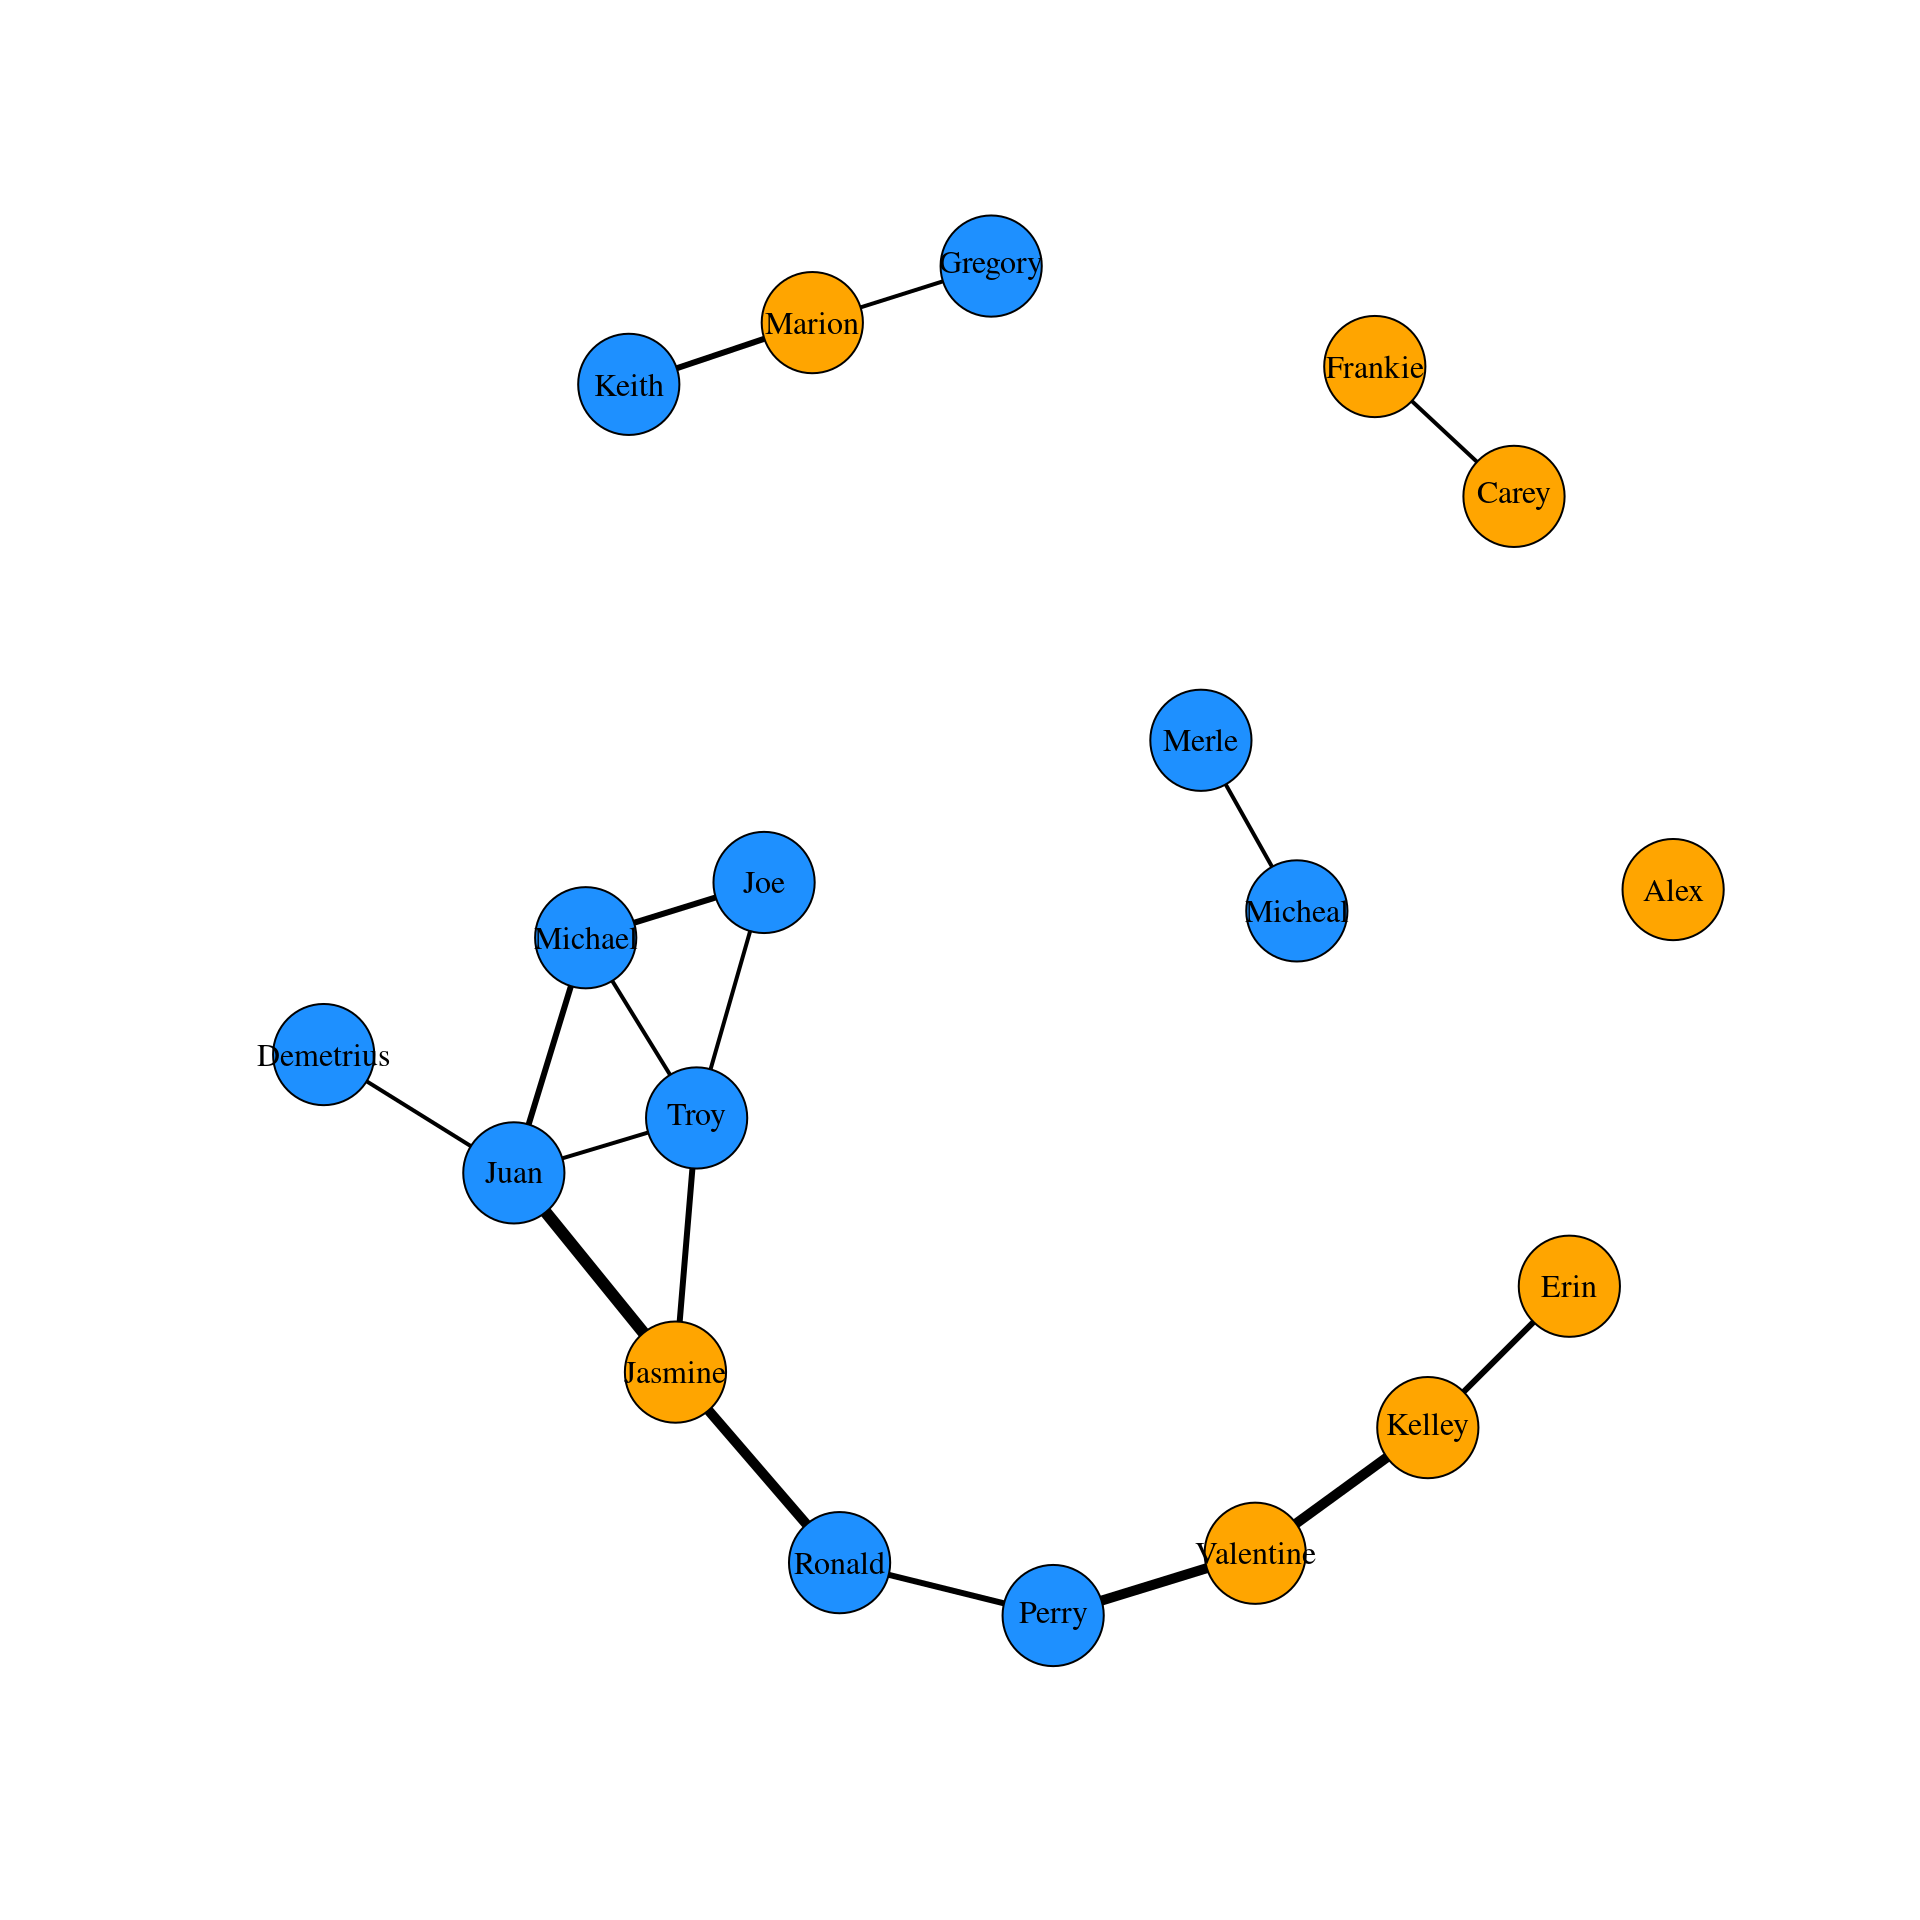 Gregory
Marion
Frankie
Keith
Carey
Merle
Joe
Alex
Micheal
Michael
Demetrius
Troy
Juan
Erin
Jasmine
Kelley
Valentine
Ronald
Perry